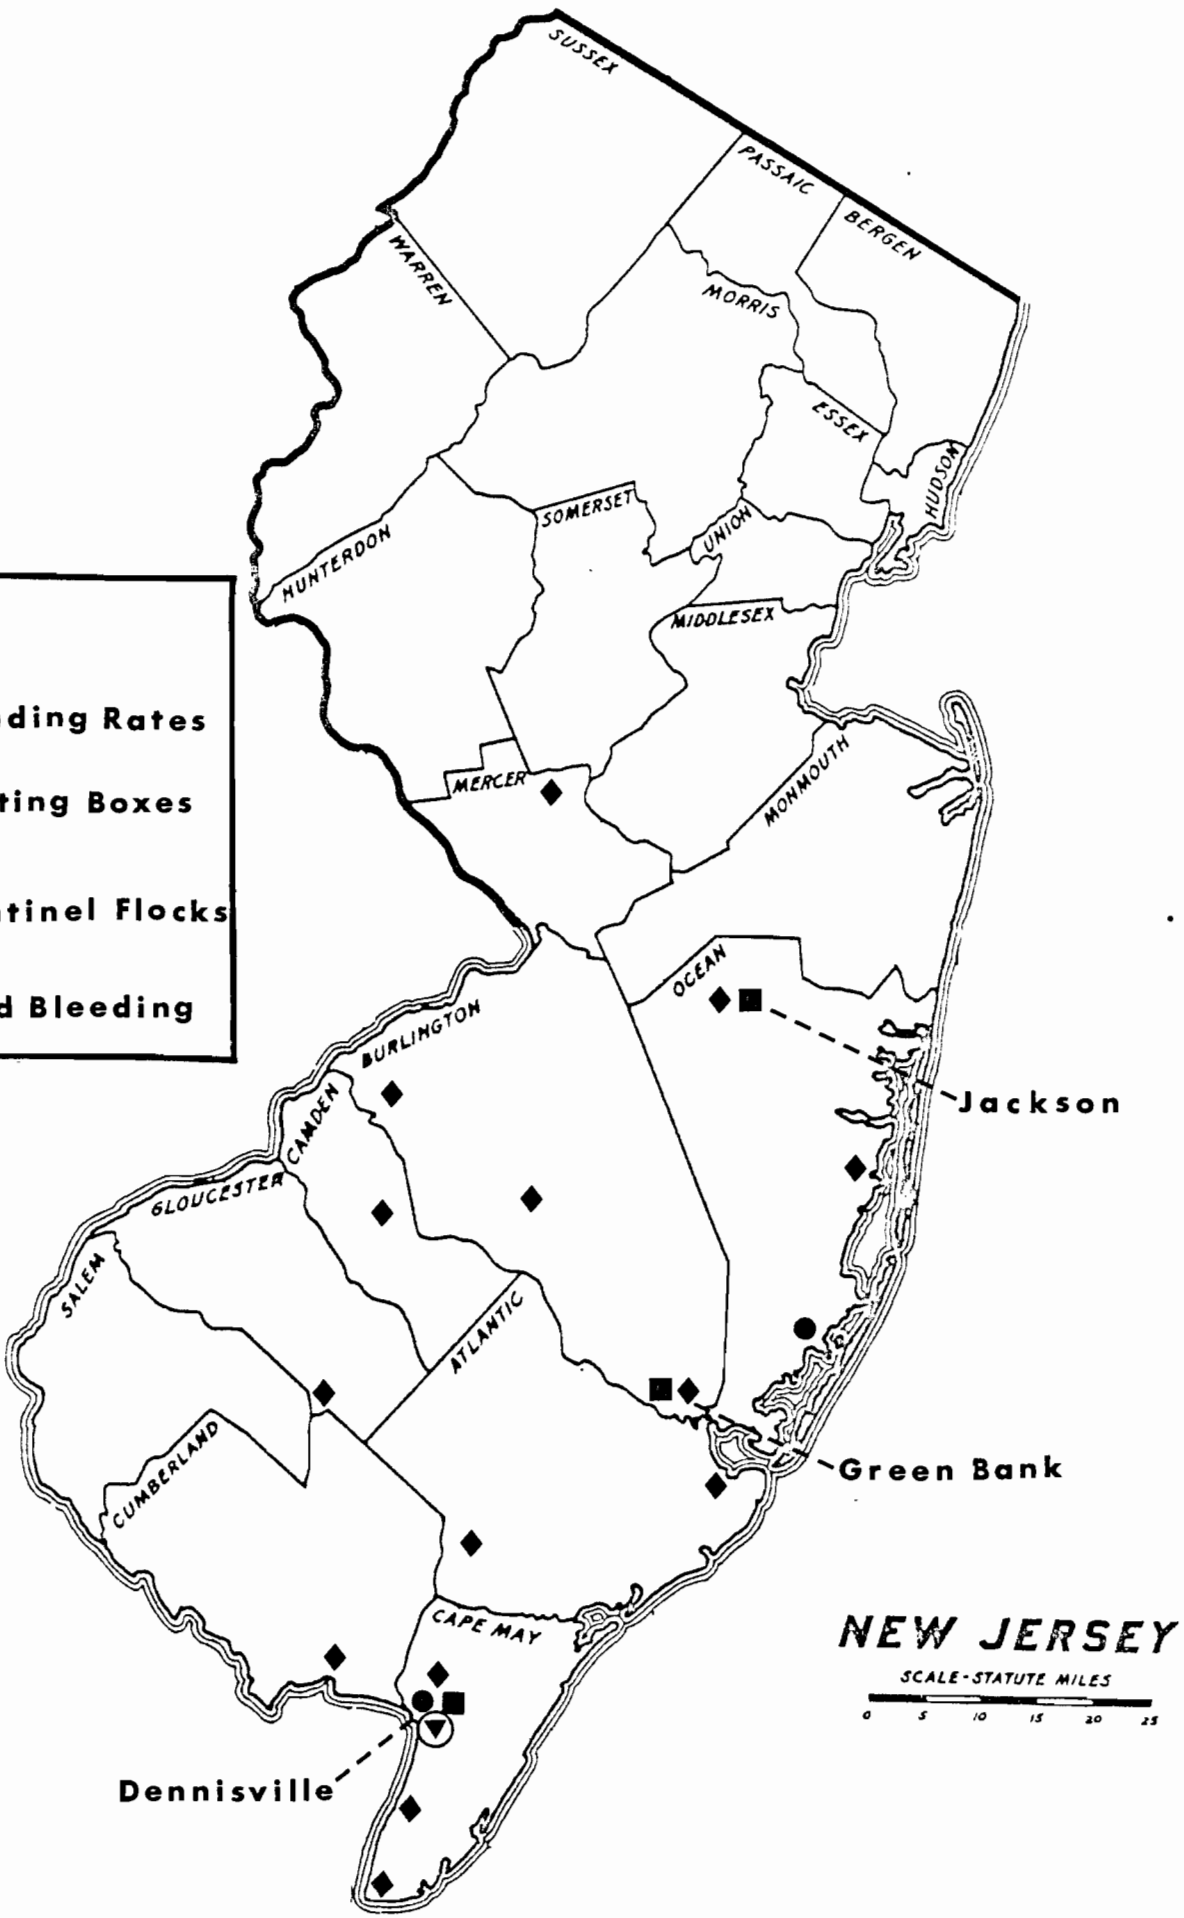 SUSSEX
PASSAIC
BERGEN
WARREN
MORRIS
ESSEX
HUDSON
SOMERSET
UNION
HUNTERDON
MIDDLESEX
ding Rates
MERCER
MONMOUTH
ting Boxes
tinel Flocks
OCEAN
d Bleeding
BURLINGTON
Jackson
CAMDEN
GLOUCESTER
SALEM
ATLANTIC
CUMBERLAND
Green Bank
CAPE MAY
NEW JERSEY
SCALE-STATUTE MILES
0 5 10 15 20 25
Dennisville